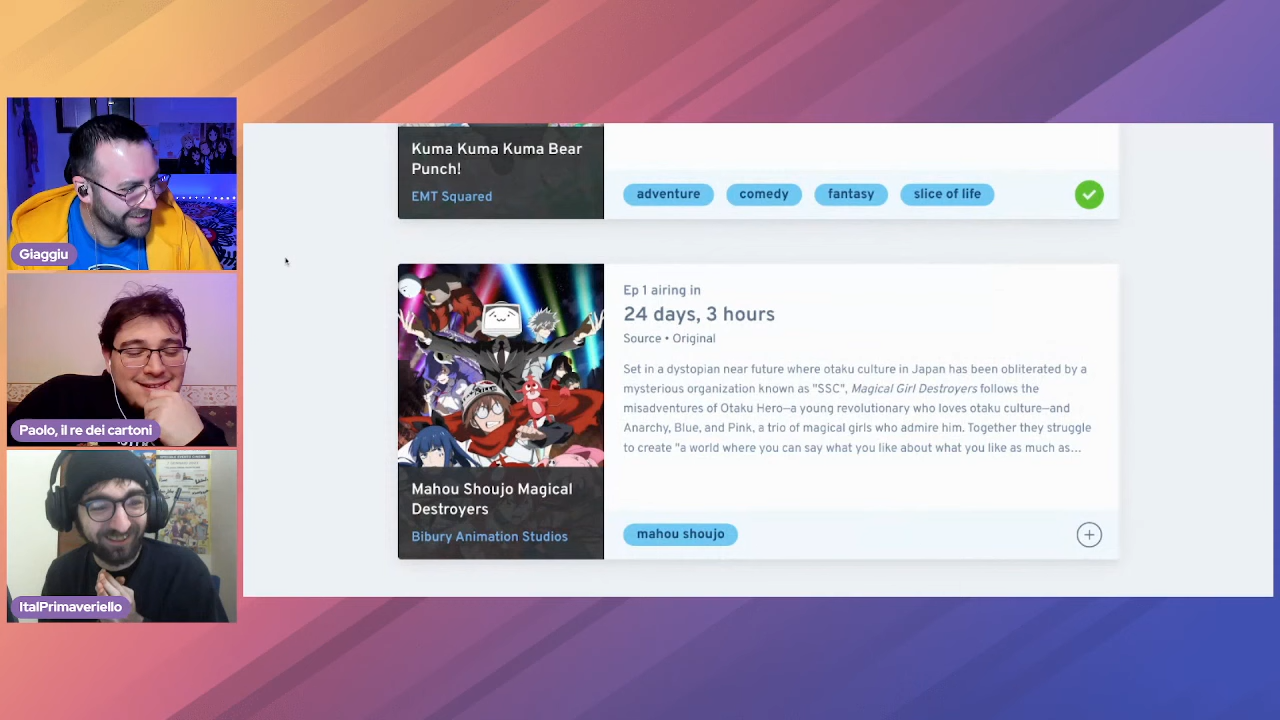 Giaggiu
Paolo, il re dei cartoni
ItalPrimaveriello
Kuma Kuma Kuma Bear
Punch!
EMT Squared
adventure
comedy
fantasy
slice of life
Ep 1 airing in
24 days, 3 hours
Source • Original
Set in a dystopian near future where otaku culture in Japan has been obliterated by a
mysterious organization known as "SSC", Magical Girl Destroyers follows the
misadventures of Otaku Hero—a young revolutionary who loves otaku culture—and
Anarchy, Blue, and Pink, a trio of magical girls who admire him. Together they struggle
to create "a world where you can say what you like about what you like as much as...
Mahou Shoujo Magical
Destroyers
Bibury Animation Studios
mahou shoujo